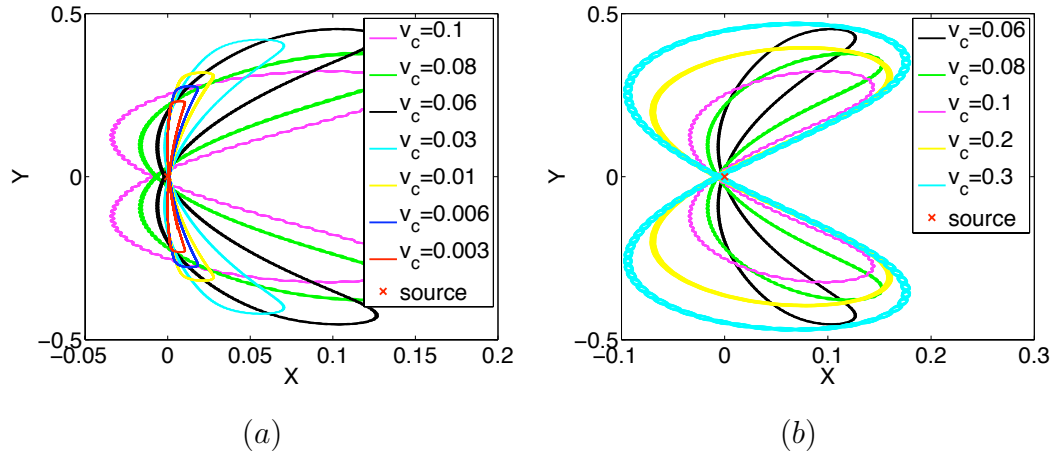 0.5
0
−0.5
Y
−0.05
0
0.05
0.1
0.15
0.2
X
v_c=0.1
v_c=0.08
v_c=0.06
v_c=0.03
v_c=0.01
v_c=0.006
v_c=0.003
source
(a)
0.5
0
−0.5
Y
−0.1
0
0.1
0.2
0.3
X
v_c=0.06
v_c=0.08
v_c=0.1
v_c=0.2
v_c=0.3
source
(b)